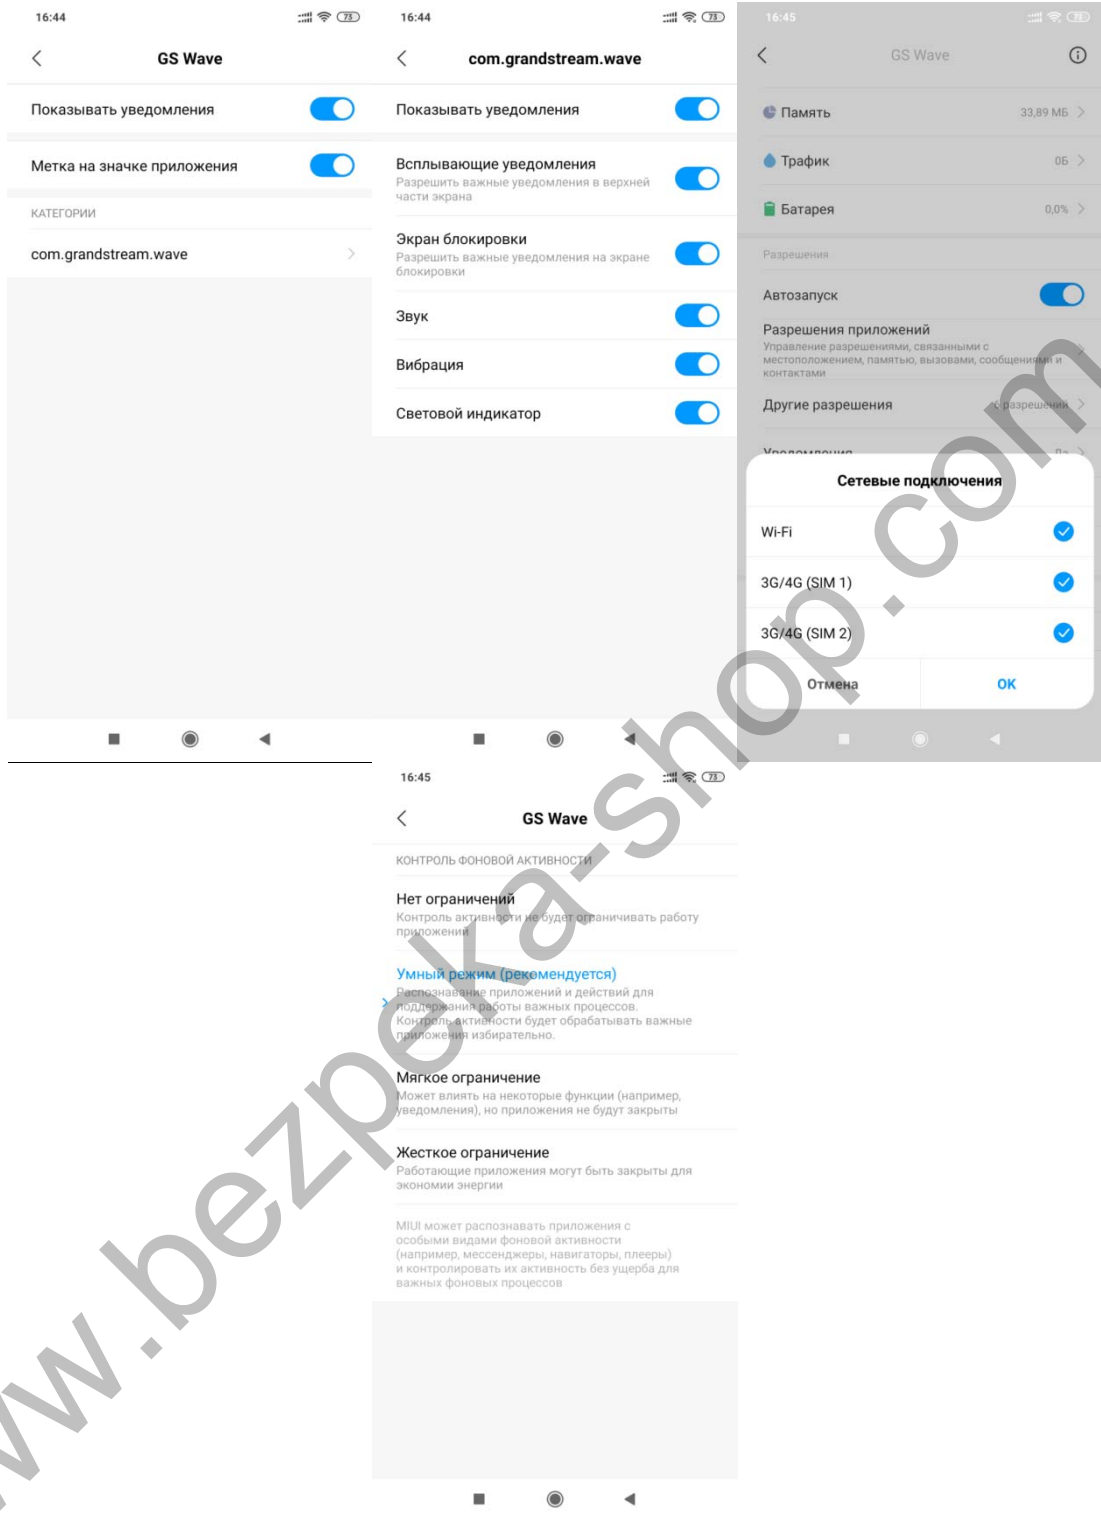 16:44
73
GS Wave
Показывать уведомления
Метка на значке приложения
КАТЕГОРИИ
com.grandstream.wave
16:44
73
com.grandstream.wave
Показывать уведомления
Всплывающие уведомления
Разрешить важные уведомления в верхней
части экрана
Экран блокировки
Разрешить важные уведомления на экране
блокировки
Звук
Вибрация
Световой индикатор
16:45
73
GS Wave
Память
33,89 МБ
Трафик
0Б
Батарея
0,0%
Разрешения
Автозапуск
Разрешения приложений
Управление разрешениями, связанными с
местоположением, памятью, вызовами, сообщениями и
контактами
Другие разрешения
6 разрешений
Уведомления
Да
Сетевые подключения
Wi-Fi
3G/4G (SIM 1)
3G/4G (SIM 2)
Отмена
OK
16:45
73
GS Wave
КОНТРОЛЬ ФОНОВОЙ АКТИВНОСТИ
Нет ограничений
Контроль активности не будет ограничивать работу
приложений
Умный режим (рекомендуется)
Распознавание приложений и действий для
поддержания работы важных процессов.
Контроль активности будет обрабатывать важные
приложения избирательно.
Мягкое ограничение
Может влиять на некоторые функции (например,
уведомления), но приложения не будут закрыты
Жесткое ограничение
Работающие приложения могут быть закрыты для
экономии энергии
MIUI может распознавать приложения с
особыми видами фоновой активности
(например, мессенджеры, навигаторы, плееры)
и контролировать их активность без ущерба для
важных фоновых процессов
w.bezpeka-shop.com